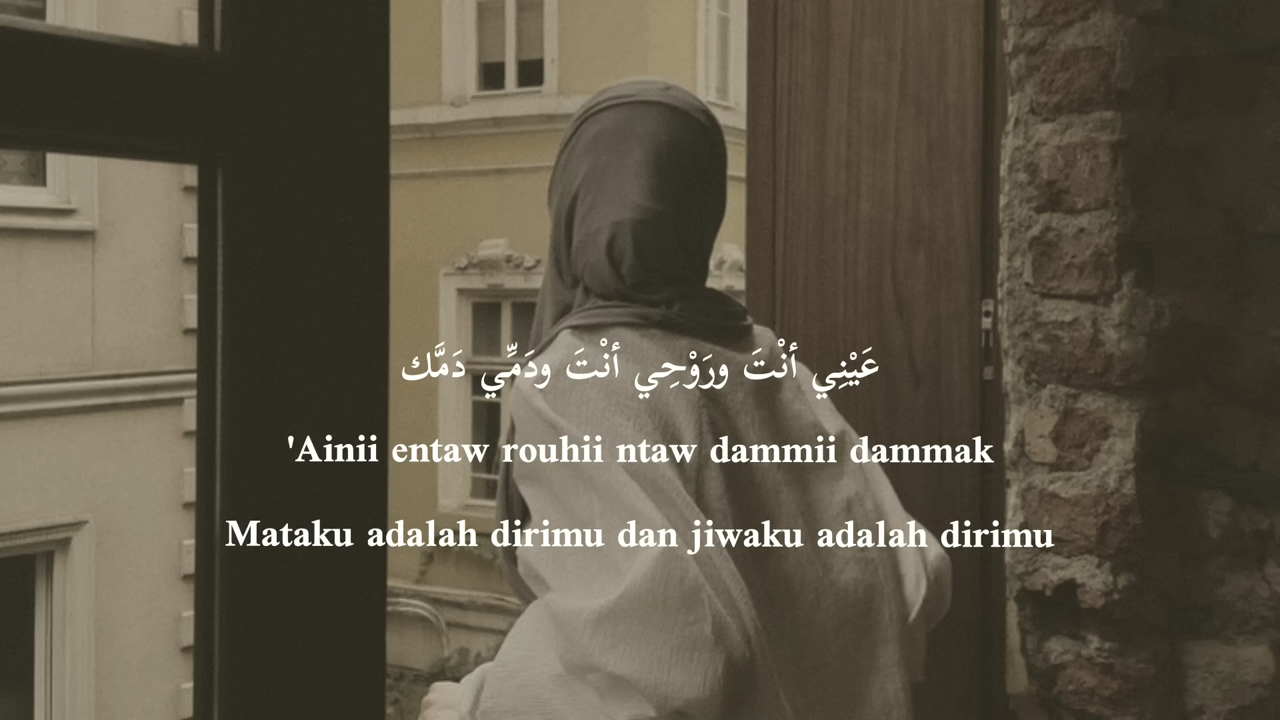 عَيْنِي أنْتَ ورَوْحِي أنْتَ ودَمِّي دَمَّك
'Ainii entaw rouhii ntaw dammii dammak
Mataku adalah dirimu dan jiwaku adalah dirimu